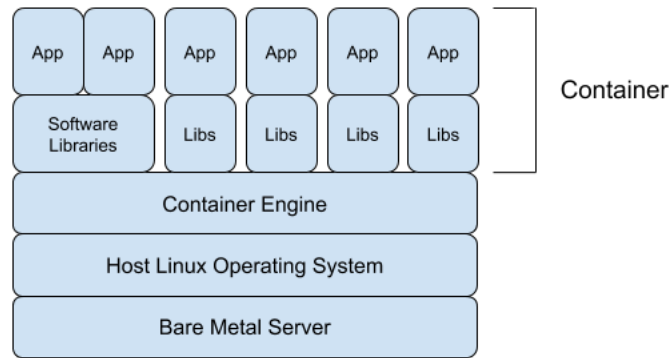 App App App App App App
Container
Software
Libraries
Libs Libs Libs Libs
Container Engine
Host Linux Operating System
Bare Metal Server